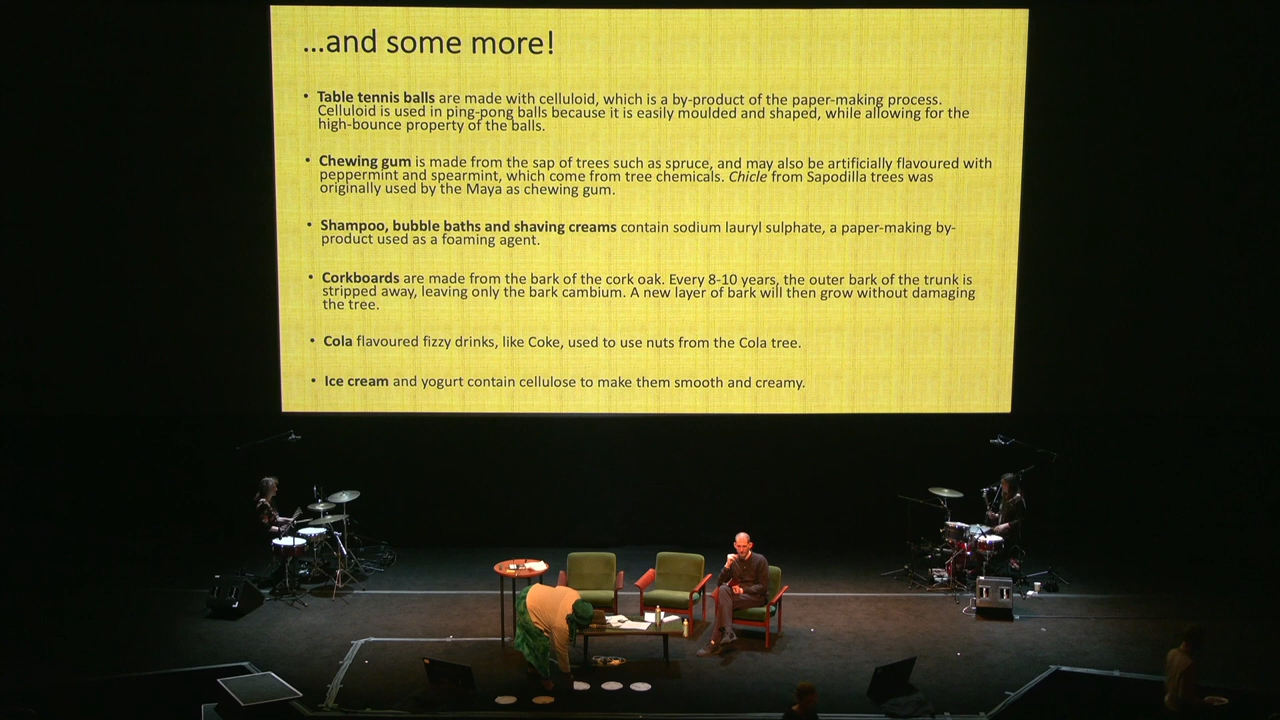 ...and some more!
• Table tennis balls are made with celluloid, which is a by-product of the paper-making process.
Celluloid is used in ping-pong balls because it is easily moulded and shaped, while allowing for the
high-bounce property of the balls.
• Chewing gum is made from the sap of trees such as spruce, and may also be artificially flavoured with
peppermint and spearmint, which come from tree chemicals. Chicle from Sapodilla trees was
originally used by the Maya as chewing gum.
• Shampoo, bubble baths and shaving creams contain sodium lauryl sulphate, a paper-making by-
product used as a foaming agent.
• Corkboards are made from the bark of the cork oak. Every 8-10 years, the outer bark of the trunk is
stripped away, leaving only the bark cambium. A new layer of bark will then grow without damaging
the tree.
• Cola flavoured fizzy drinks, like Coke, used to use nuts from the Cola tree.
• Ice cream and yogurt contain cellulose to make them smooth and creamy.